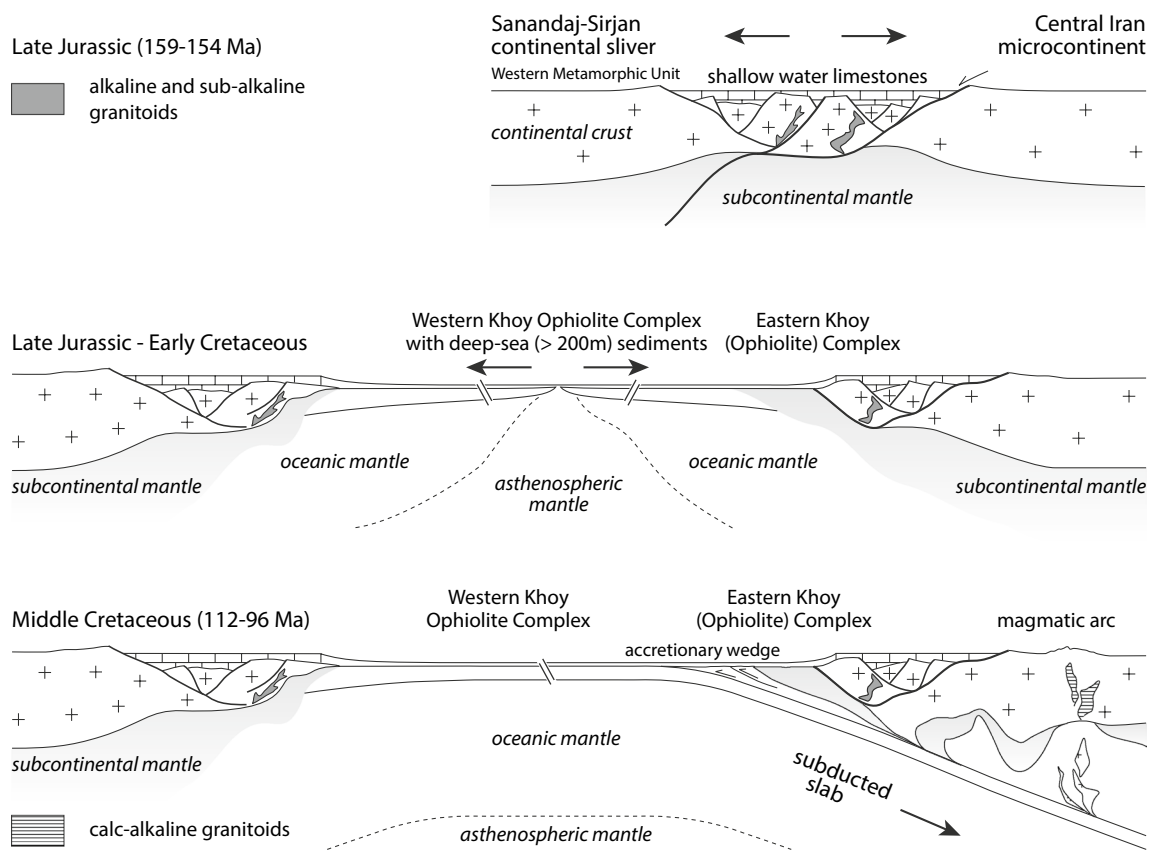 Late Jurassic (159-154 Ma)
alkaline and sub-alkaline
granitoids
Sanandaj-Sirjan
continental sliver
Western Metamorphic Unit
Central Iran
microcontinent
shallow water limestones
continental crust
subcontinental mantle
Late Jurassic - Early Cretaceous
Western Khoy Ophiolite Complex
with deep-sea (> 200m) sediments
Eastern Khoy
(Ophiolite) Complex
subcontinental mantle
oceanic mantle
asthenospheric
mantle
oceanic mantle
subcontinental mantle
Middle Cretaceous (112-96 Ma)
Western Khoy
Ophiolite Complex
Eastern Khoy
(Ophiolite) Complex
accretionary wedge
magmatic arc
subcontinental mantle
oceanic mantle
subducted
slab
calc-alkaline granitoids
asthenospheric mantle